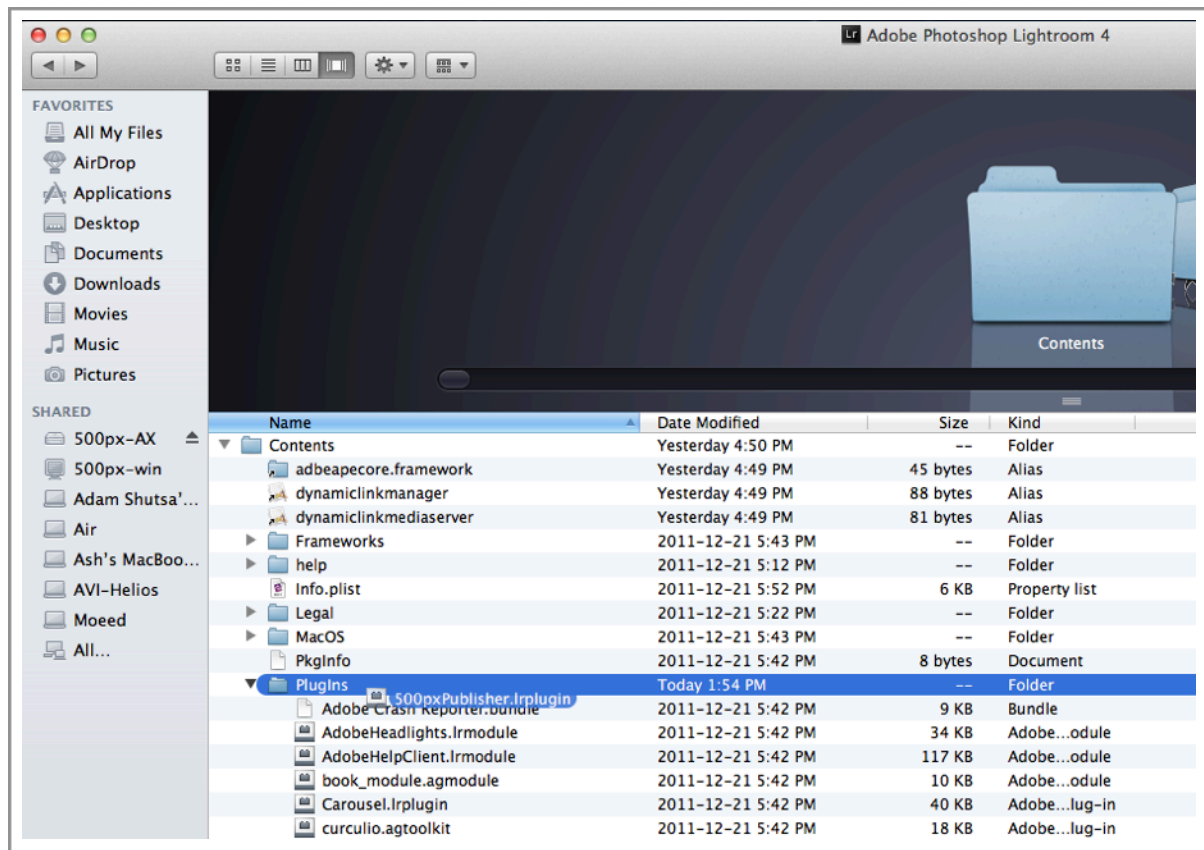 Lr Adobe Photoshop Lightroom 4
FAVORITES
All My Files
AirDrop
Applications
Desktop
Documents
Downloads
Movies
Music
Pictures
SHARED
500px-AX
500px-win
Adam Shutsa'...
Air
Ash's MacBoo...
AVI-Helios
Moeed
All...
Contents
Name Date Modified Size Kind
Contents Yesterday 4:50 PM -- Folder
adbeapecore.framework Yesterday 4:49 PM 45 bytes Alias
dynamiclinkmanager Yesterday 4:49 PM 88 bytes Alias
dynamiclinkmediaserver Yesterday 4:49 PM 81 bytes Alias
Frameworks 2011-12-21 5:43 PM -- Folder
help 2011-12-21 5:12 PM -- Folder
Info.plist 2011-12-21 5:52 PM 6 KB Property list
Legal 2011-12-21 5:22 PM -- Folder
MacOS 2011-12-21 5:43 PM -- Folder
PkgInfo 2011-12-21 5:42 PM 8 bytes Document
PlugIns Today 1:54 PM -- Folder
500pxPublisher.lrplugin
Adobe Crash Reporter.bundle 2011-12-21 5:42 PM 9 KB Bundle
AdobeHeadlights.lrmodule 2011-12-21 5:42 PM 34 KB Adobe...odule
AdobeHelpClient.lrmodule 2011-12-21 5:42 PM 117 KB Adobe...odule
book_module.agmodule 2011-12-21 5:42 PM 10 KB Adobe...odule
Carousel.lrplugin 2011-12-21 5:42 PM 40 KB Adobe...lug-in
curculio.agtoolkit 2011-12-21 5:42 PM 18 KB Adobe...lug-in